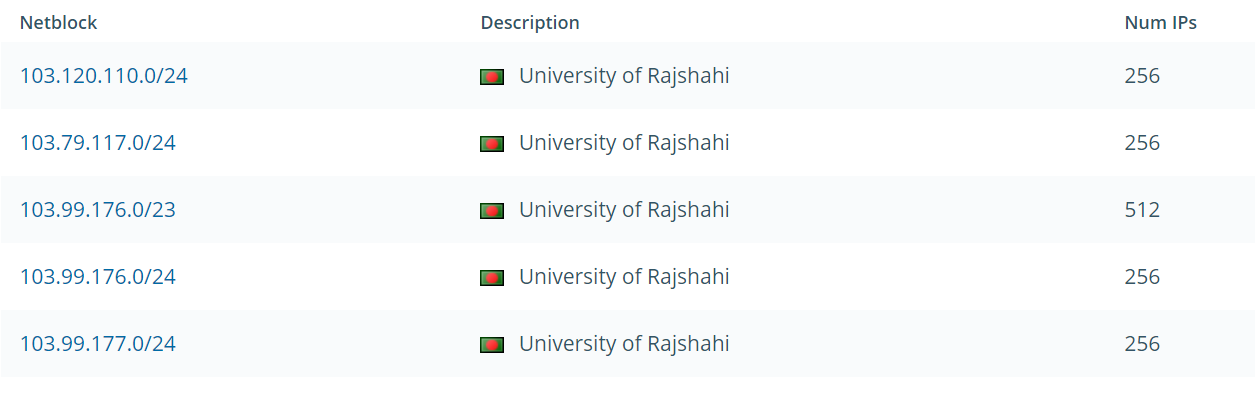 Netblock Description Num IPs
103.120.110.0/24 University of Rajshahi 256
103.79.117.0/24 University of Rajshahi 256
103.99.176.0/23 University of Rajshahi 512
103.99.176.0/24 University of Rajshahi 256
103.99.177.0/24 University of Rajshahi 256